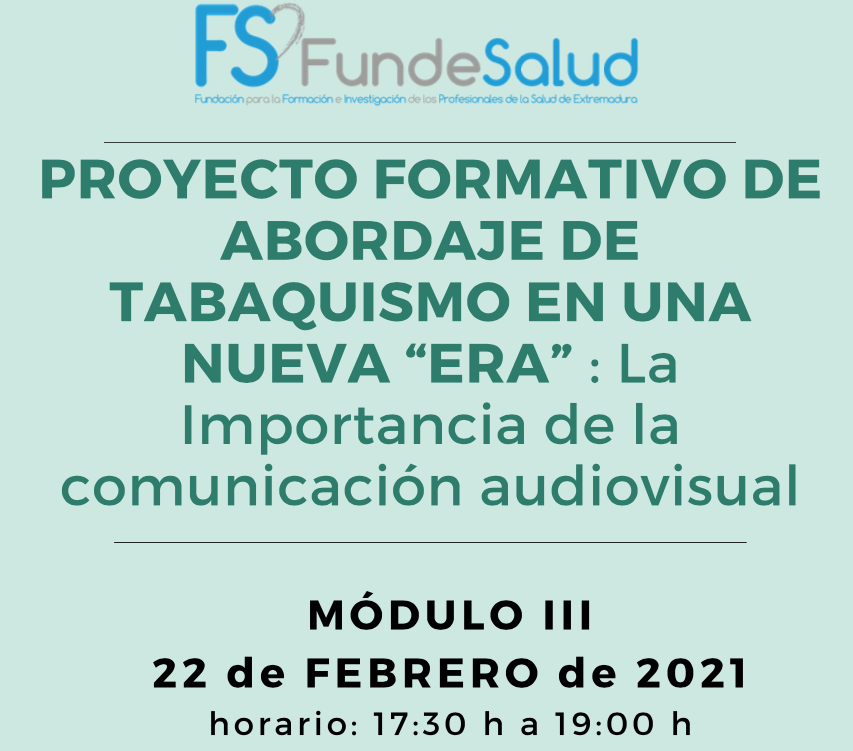 FS FundeSalud
Fundación para la Formación e Investigación de los Profesionales de la Salud de Extremadura
PROYECTO FORMATIVO DE
ABORDAJE DE
TABAQUISMO EN UNA
NUEVA “ERA” : La
Importancia de la
comunicación audiovisual
MÓDULO III
22 de FEBRERO de 2021
horario: 17:30 h a 19:00 h